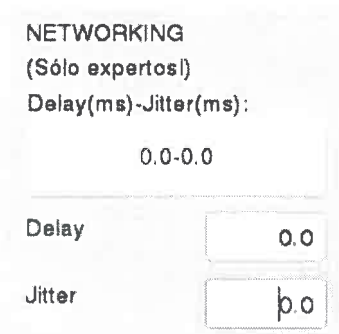 NETWORKING
(Sólo expertos!)
Delay(ms)-Jitter(ms):
0.0-0.0
Delay 0.0
Jitter 0.0